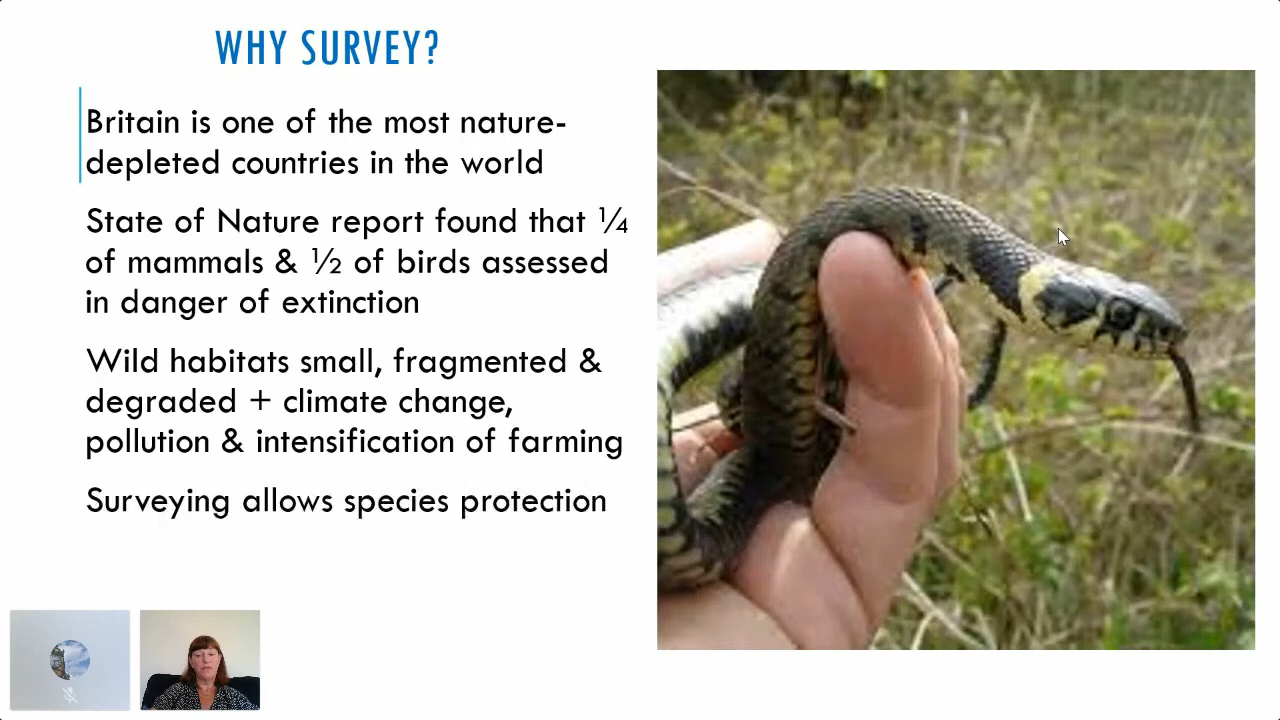 WHY SURVEY?
Britain is one of the most nature-
depleted countries in the world
State of Nature report found that ¼
of mammals & ½ of birds assessed
in danger of extinction
Wild habitats small, fragmented &
degraded + climate change,
pollution & intensification of farming
Surveying allows species protection